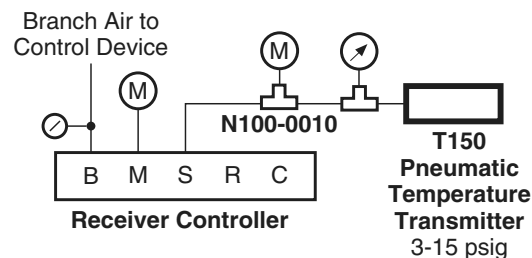 Branch Air to
Control Device
M
M
N100-0010
B M S R C
Receiver Controller
T150
Pneumatic
Temperature
Transmitter
3-15 psig